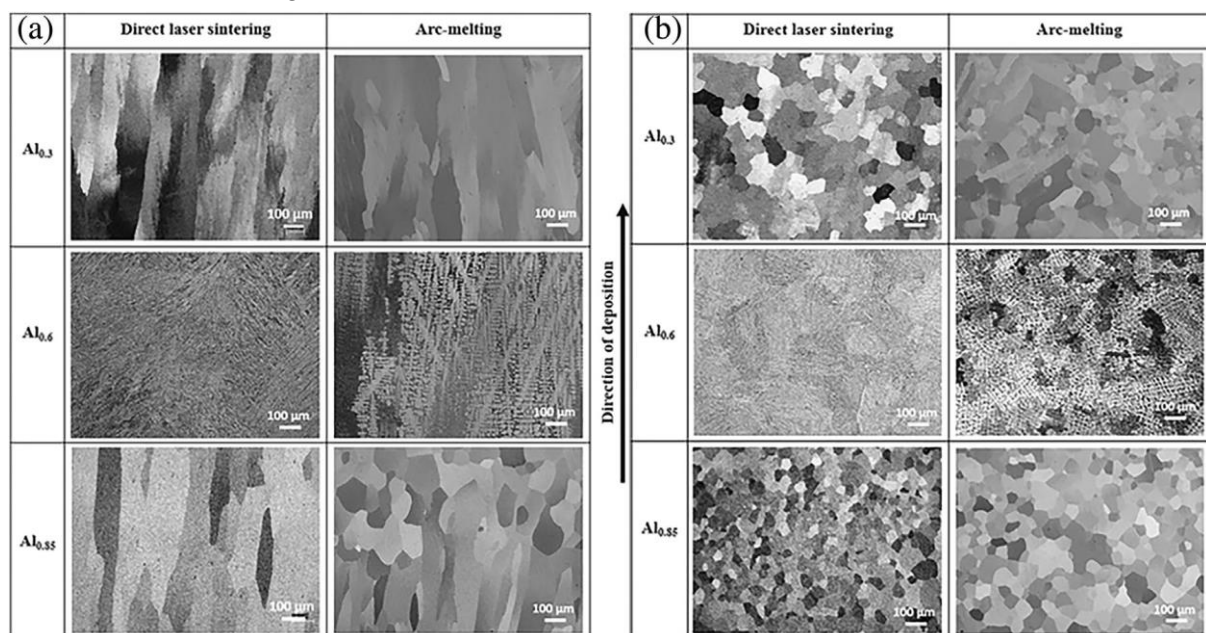 (a)
Direct laser sintering
Arc-melting
Al0.3
100 µm
100 µm
Al0.6
100 µm
100 µm
Al0.85
100 µm
100 µm
Direction of deposition
(b)
Direct laser sintering
Arc-melting
Al0.3
100 µm
100 µm
Al0.6
100 µm
100 µm
Al0.85
100 µm
100 µm